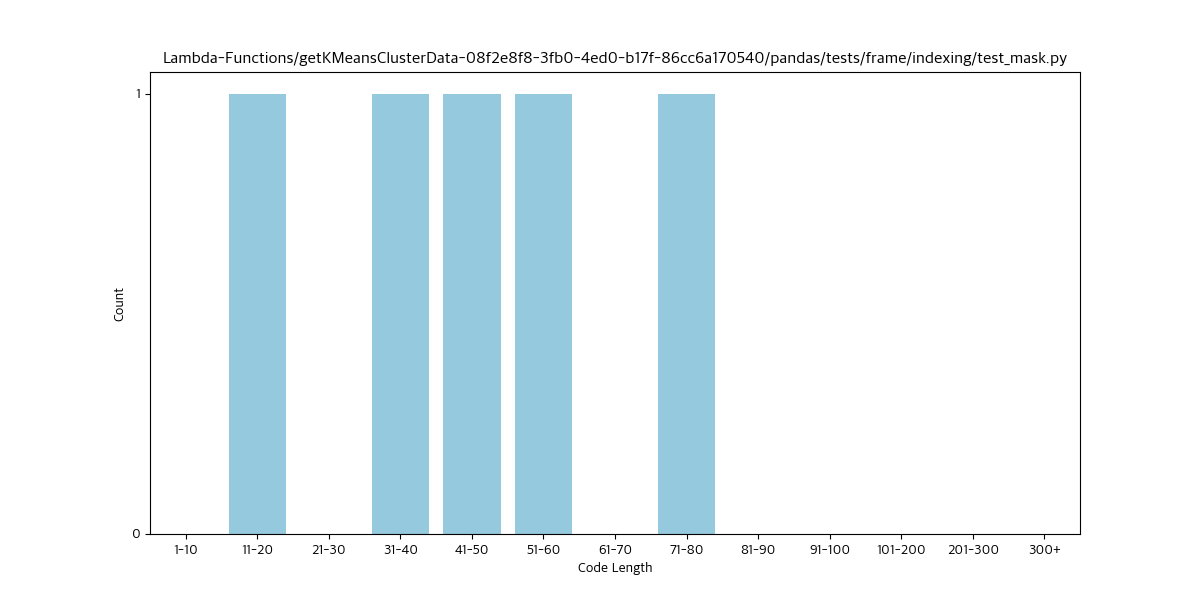 Lambda-Functions/getKMeansClusterData-08f2e8f8-3fb0-4ed0-b17f-86cc6a170540/pandas/tests/frame/indexing/test_mask.py
1
Count
0
1-10 11-20 21-30 31-40 41-50 51-60 61-70 71-80 81-90 91-100 101-200 201-300 300+
Code Length